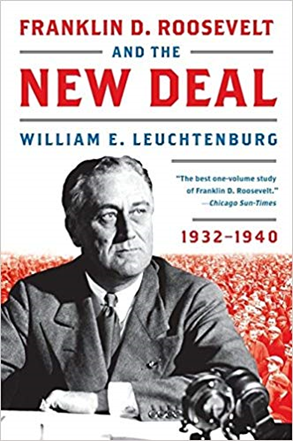 FRANKLIN D. ROOSEVELT
AND THE
NEW DEAL
WILLIAM E. LEUCHTENBURG
"The best one-volume study
of Franklin D. Roosevelt."
—Chicago Sun-Times
1932–1940